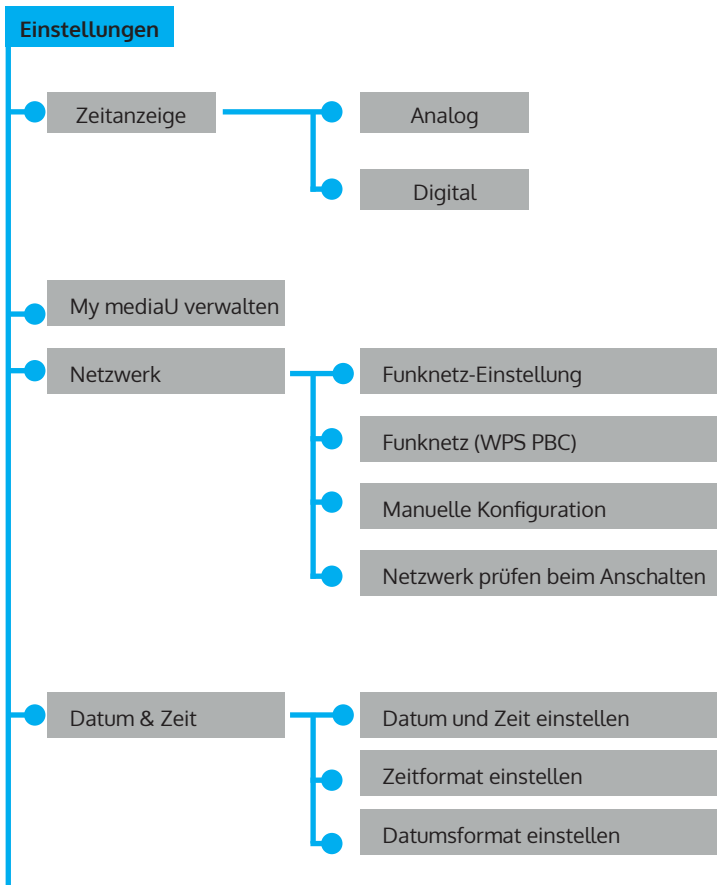 Einstellungen
Zeitanzeige
Analog
Digital
My mediaU verwalten
Netzwerk
Funknetz-Einstellung
Funknetz (WPS PBC)
Manuelle Konfiguration
Netzwerk prüfen beim Anschalten
Datum & Zeit
Datum und Zeit einstellen
Zeitformat einstellen
Datumsformat einstellen